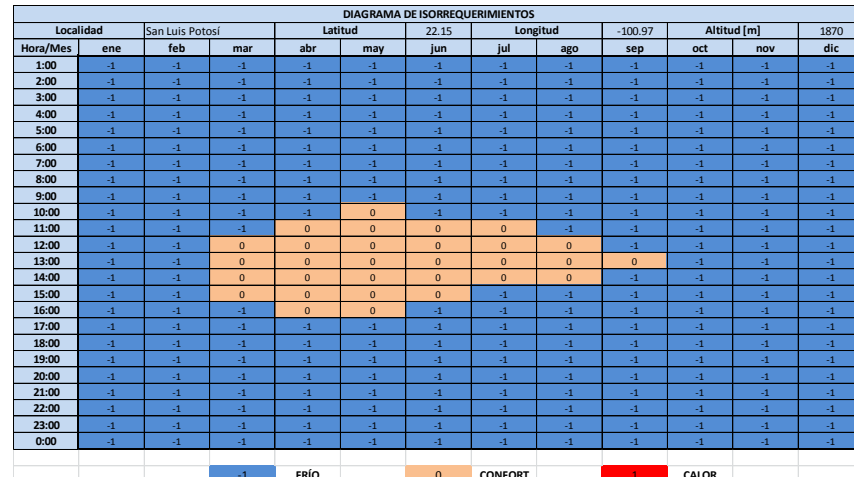 DIAGRAMA DE ISORREQUERIMIENTOS
Localidad San Luis Potosí Latitud 22.15 Longitud -100.97 Altitud [m] 1870
Hora/Mes ene feb mar abr may jun jul ago sep oct nov dic
1:00 -1 -1 -1 -1 -1 -1 -1 -1 -1 -1 -1 -1
2:00 -1 -1 -1 -1 -1 -1 -1 -1 -1 -1 -1 -1
3:00 -1 -1 -1 -1 -1 -1 -1 -1 -1 -1 -1 -1
4:00 -1 -1 -1 -1 -1 -1 -1 -1 -1 -1 -1 -1
5:00 -1 -1 -1 -1 -1 -1 -1 -1 -1 -1 -1 -1
6:00 -1 -1 -1 -1 -1 -1 -1 -1 -1 -1 -1 -1
7:00 -1 -1 -1 -1 -1 -1 -1 -1 -1 -1 -1 -1
8:00 -1 -1 -1 -1 -1 -1 -1 -1 -1 -1 -1 -1
9:00 -1 -1 -1 -1 -1 -1 -1 -1 -1 -1 -1 -1
10:00 -1 -1 -1 -1 0 -1 -1 -1 -1 -1 -1 -1
11:00 -1 -1 -1 0 0 0 0 -1 -1 -1 -1 -1
12:00 -1 -1 0 0 0 0 0 0 -1 -1 -1 -1
13:00 -1 -1 0 0 0 0 0 0 0 -1 -1 -1
14:00 -1 -1 0 0 0 0 0 0 -1 -1 -1 -1
15:00 -1 -1 0 0 0 0 -1 -1 -1 -1 -1 -1
16:00 -1 -1 -1 0 0 -1 -1 -1 -1 -1 -1 -1
17:00 -1 -1 -1 -1 -1 -1 -1 -1 -1 -1 -1 -1
18:00 -1 -1 -1 -1 -1 -1 -1 -1 -1 -1 -1 -1
19:00 -1 -1 -1 -1 -1 -1 -1 -1 -1 -1 -1 -1
20:00 -1 -1 -1 -1 -1 -1 -1 -1 -1 -1 -1 -1
21:00 -1 -1 -1 -1 -1 -1 -1 -1 -1 -1 -1 -1
22:00 -1 -1 -1 -1 -1 -1 -1 -1 -1 -1 -1 -1
23:00 -1 -1 -1 -1 -1 -1 -1 -1 -1 -1 -1 -1
0:00 -1 -1 -1 -1 -1 -1 -1 -1 -1 -1 -1 -1
-1 FRÍO 0 CONFORT 1 CALOR